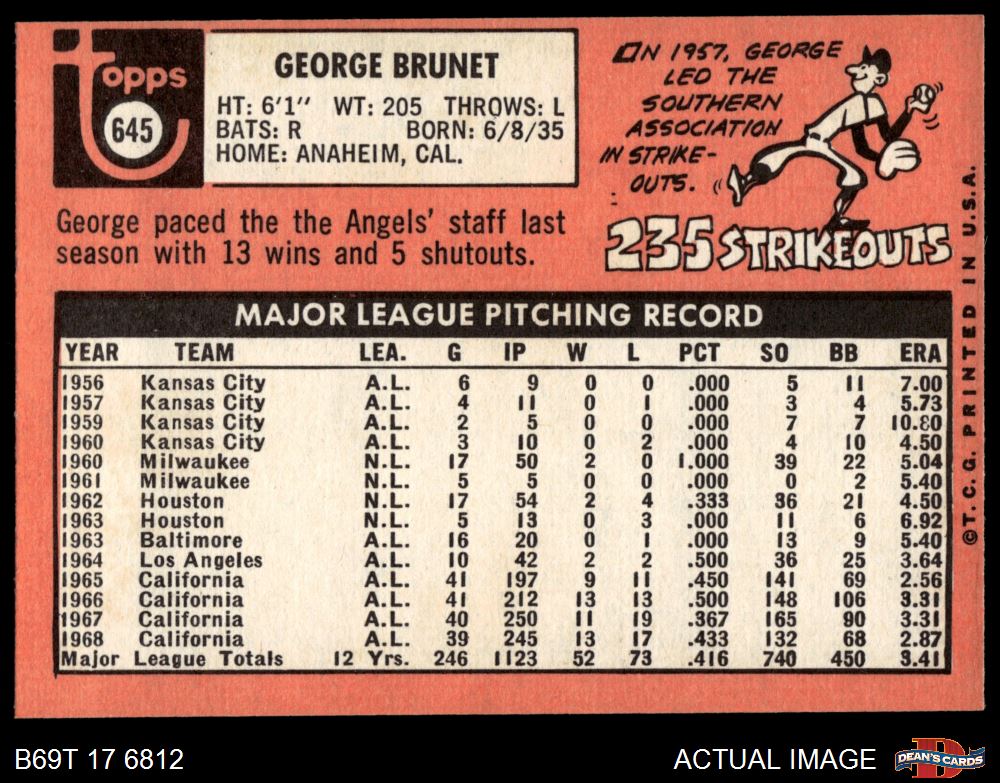 Topps
645
GEORGE BRUNET
HT: 6'1" WT: 205 THROWS: L
BATS: R BORN: 6/8/35
HOME: ANAHEIM, CAL.
George paced the the Angels' staff last
season with 13 wins and 5 shutouts.
IN 1957, GEORGE
LED THE
SOUTHERN
ASSOCIATION
IN STRIKE-
OUTS.
235 STRIKEOUTS
MAJOR LEAGUE PITCHING RECORD
YEAR TEAM LEA. G IP W L PCT SO BB ERA
1956 Kansas City A.L. 6 9 0 0 .000 5 11 7.00
1957 Kansas City A.L. 4 11 0 1 .000 3 4 5.73
1959 Kansas City A.L. 2 5 0 0 .000 7 7 10.80
1960 Kansas City A.L. 3 10 0 2 .000 4 10 4.50
1960 Milwaukee N.L. 17 50 2 0 1.000 39 22 5.04
1961 Milwaukee N.L. 5 5 0 0 .000 0 2 5.40
1962 Houston N.L. 17 54 2 4 .333 36 21 4.50
1963 Houston N.L. 5 13 0 3 .000 11 6 6.92
1963 Baltimore A.L. 16 20 0 1 .000 13 9 5.40
1964 Los Angeles A.L. 10 42 2 2 .500 36 25 3.64
1965 California A.L. 41 197 9 11 .450 141 69 2.56
1966 California A.L. 41 212 13 13 .500 148 106 3.31
1967 California A.L. 40 250 11 19 .367 165 90 3.31
1968 California A.L. 39 245 13 17 .433 132 68 2.87
Major League Totals 12 Yrs. 246 1123 52 73 .416 740 450 3.41
©T.C.G. PRINTED IN U.S.A.
B69T 17 6812
ACTUAL IMAGE
D
DEAN'S CARDS